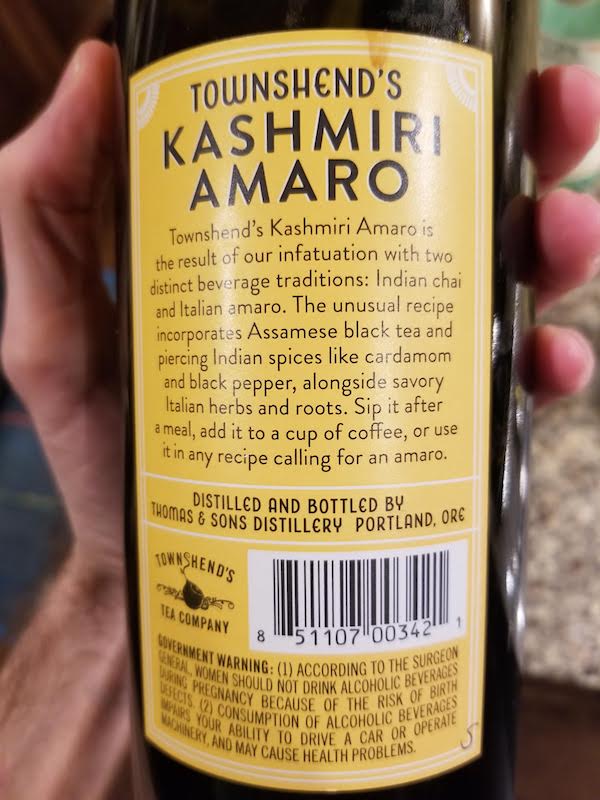 TOWNSHEND'S
KASHMIRI
AMARO
Townshend's Kashmiri Amaro is
the result of our infatuation with two
distinct beverage traditions: Indian chai
and Italian amaro. The unusual recipe
incorporates Assamese black tea and
piercing Indian spices like cardamom
and black pepper, alongside savory
Italian herbs and roots. Sip it after
a meal, add it to a cup of coffee, or use
it in any recipe calling for an amaro.
DISTILLED AND BOTTLED BY
THOMAS & SONS DISTILLERY PORTLAND, ORE
TOWNSHEND'S
TEA COMPANY
8 51107 00342 1
GOVERNMENT WARNING: (1) ACCORDING TO THE SURGEON
GENERAL, WOMEN SHOULD NOT DRINK ALCOHOLIC BEVERAGES
DURING PREGNANCY BECAUSE OF THE RISK OF BIRTH
DEFECTS. (2) CONSUMPTION OF ALCOHOLIC BEVERAGES
IMPAIRS YOUR ABILITY TO DRIVE A CAR OR OPERATE
MACHINERY, AND MAY CAUSE HEALTH PROBLEMS.
5